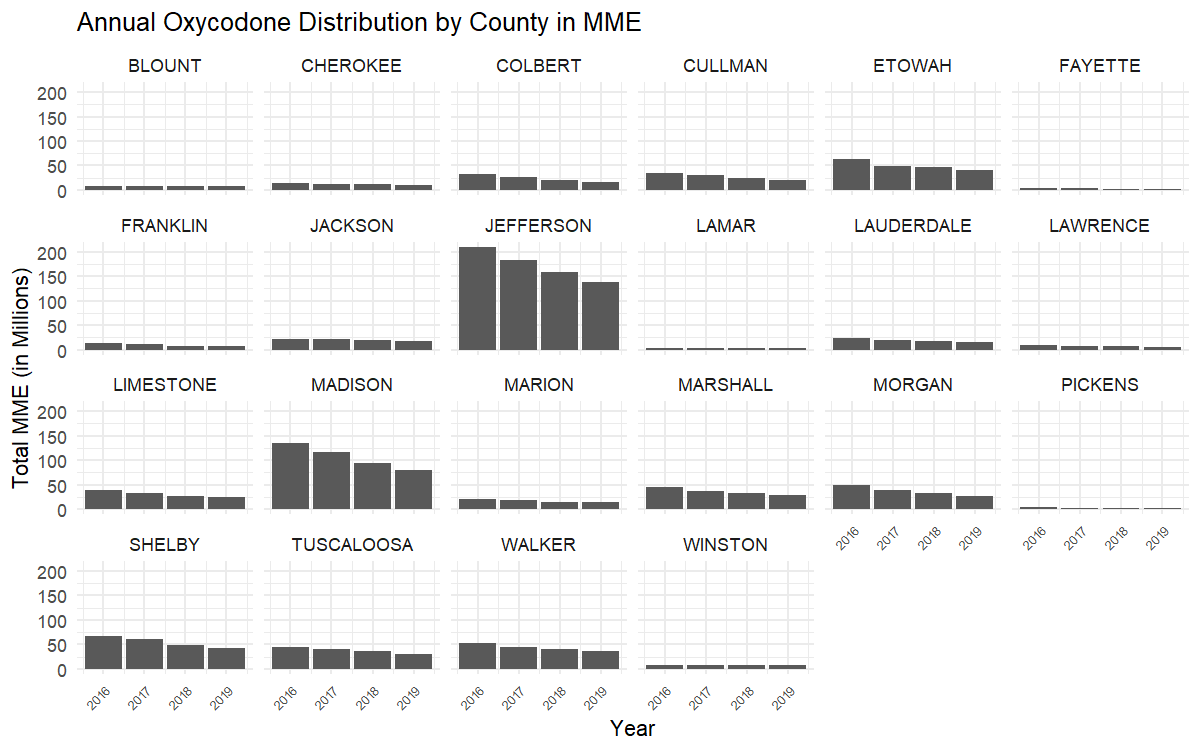 Annual Oxycodone Distribution by County in MME
BLOUNT CHEROKEE COLBERT CULLMAN ETOWAH FAYETTE
200
150
100
50
0
FRANKLIN JACKSON JEFFERSON LAMAR LAUDERDALE LAWRENCE
200
150
100
50
0
Total MME (in Millions)
LIMESTONE MADISON MARION MARSHALL MORGAN PICKENS
200
150
100
50
0
2016 2017 2018 2019 2016 2017 2018 2019
SHELBY TUSCALOOSA WALKER WINSTON
200
150
100
50
0
2016 2017 2018 2019 2016 2017 2018 2019 2016 2017 2018 2019 2016 2017 2018 2019
Year